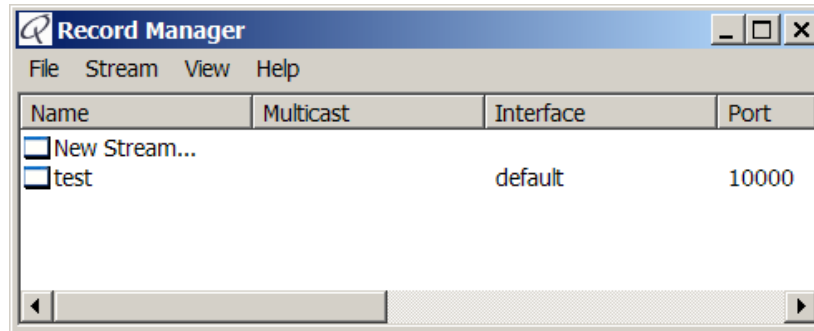 Record Manager
File Stream View Help
Name Multicast Interface Port
New Stream...
test default 10000